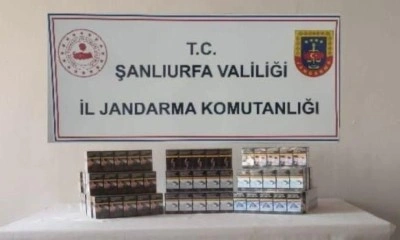 T.C.
ŞANLIURFA VALİLİĞİ
İL JANDARMA KOMUTANLIĞI